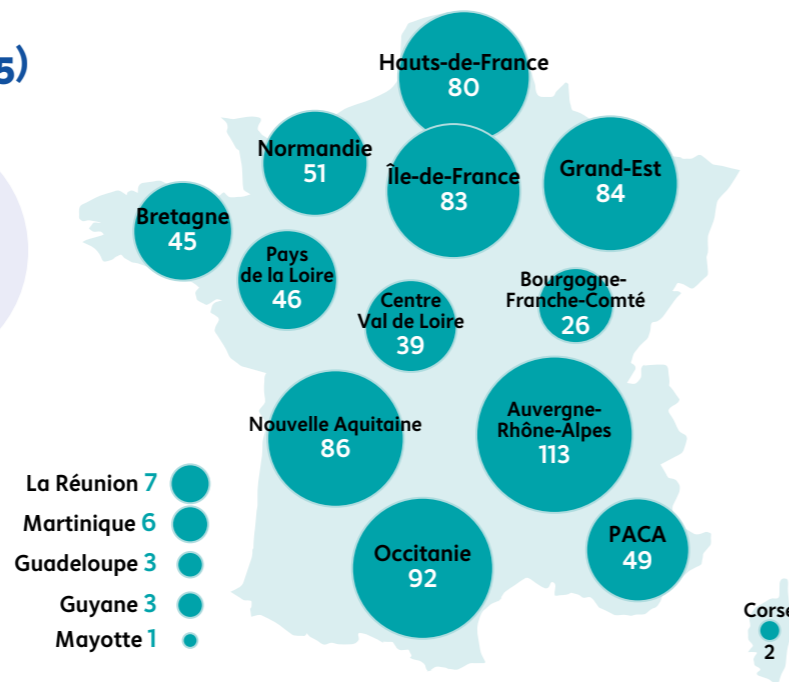 5)
Hauts-de-France
80
Normandie
51
Île-de-France
83
Grand-Est
84
Bretagne
45
Pays
de la Loire
46
Centre
Val de Loire
39
Bourgogne-
Franche-Comté
26
Nouvelle Aquitaine
86
Auvergne-
Rhône-Alpes
113
La Réunion 7
Martinique 6
Guadeloupe 3
Guyane 3
Mayotte 1
Occitanie
92
PACA
49
Corse
2